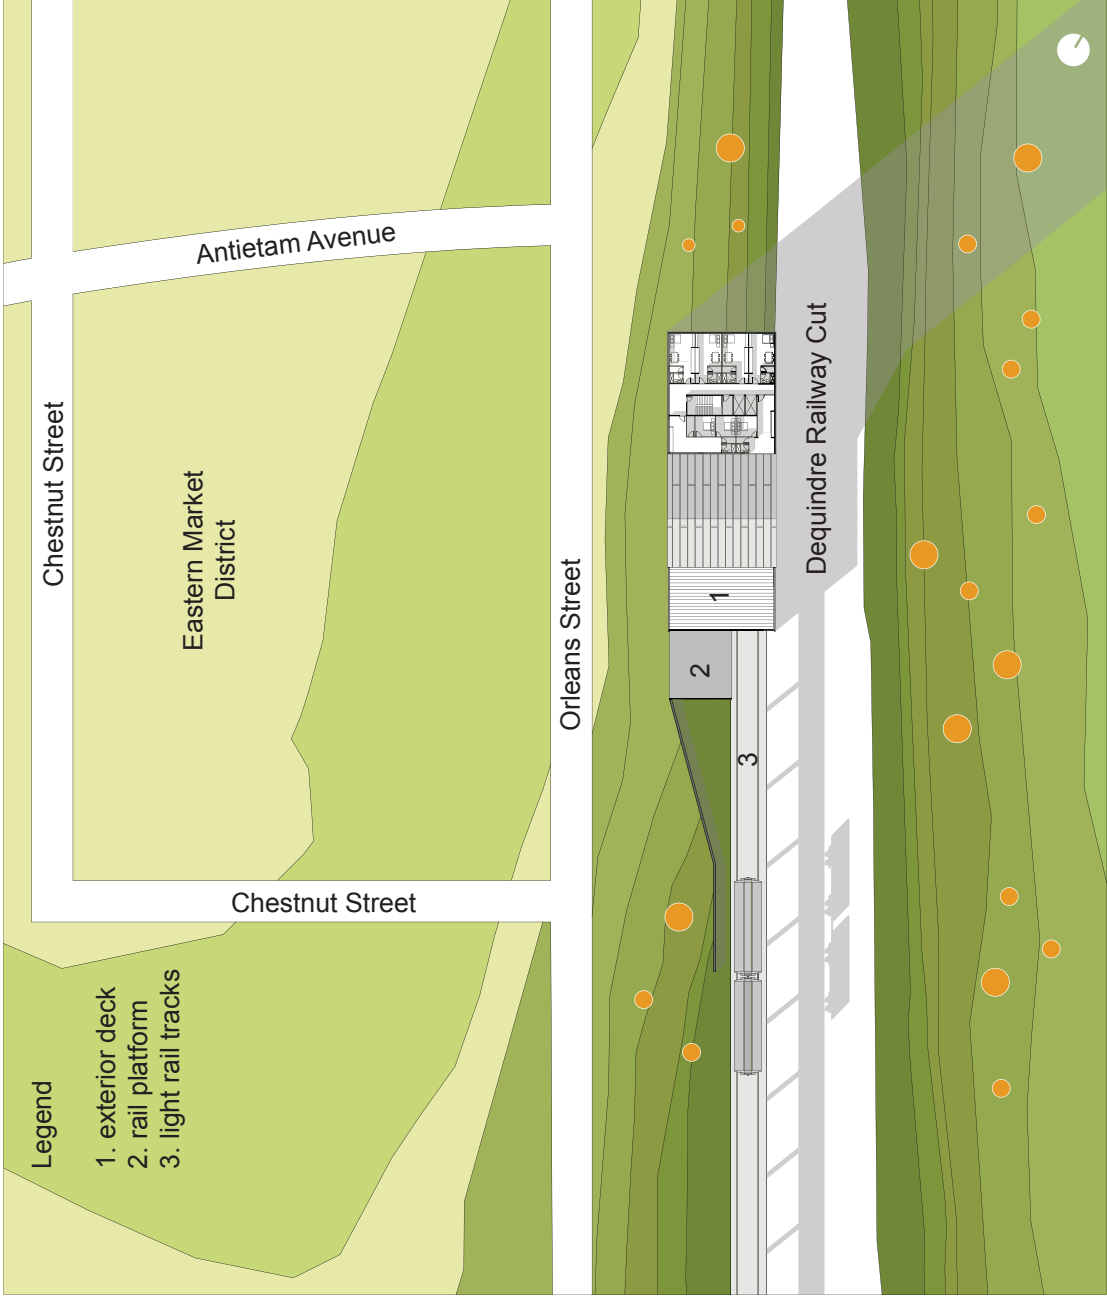 Antietam Avenue
Chestnut Street
Eastern Market
District
Orleans Street
Dequindre Railway Cut
1
2
3
Chestnut Street
Legend
1. exterior deck
2. rail platform
3. light rail tracks